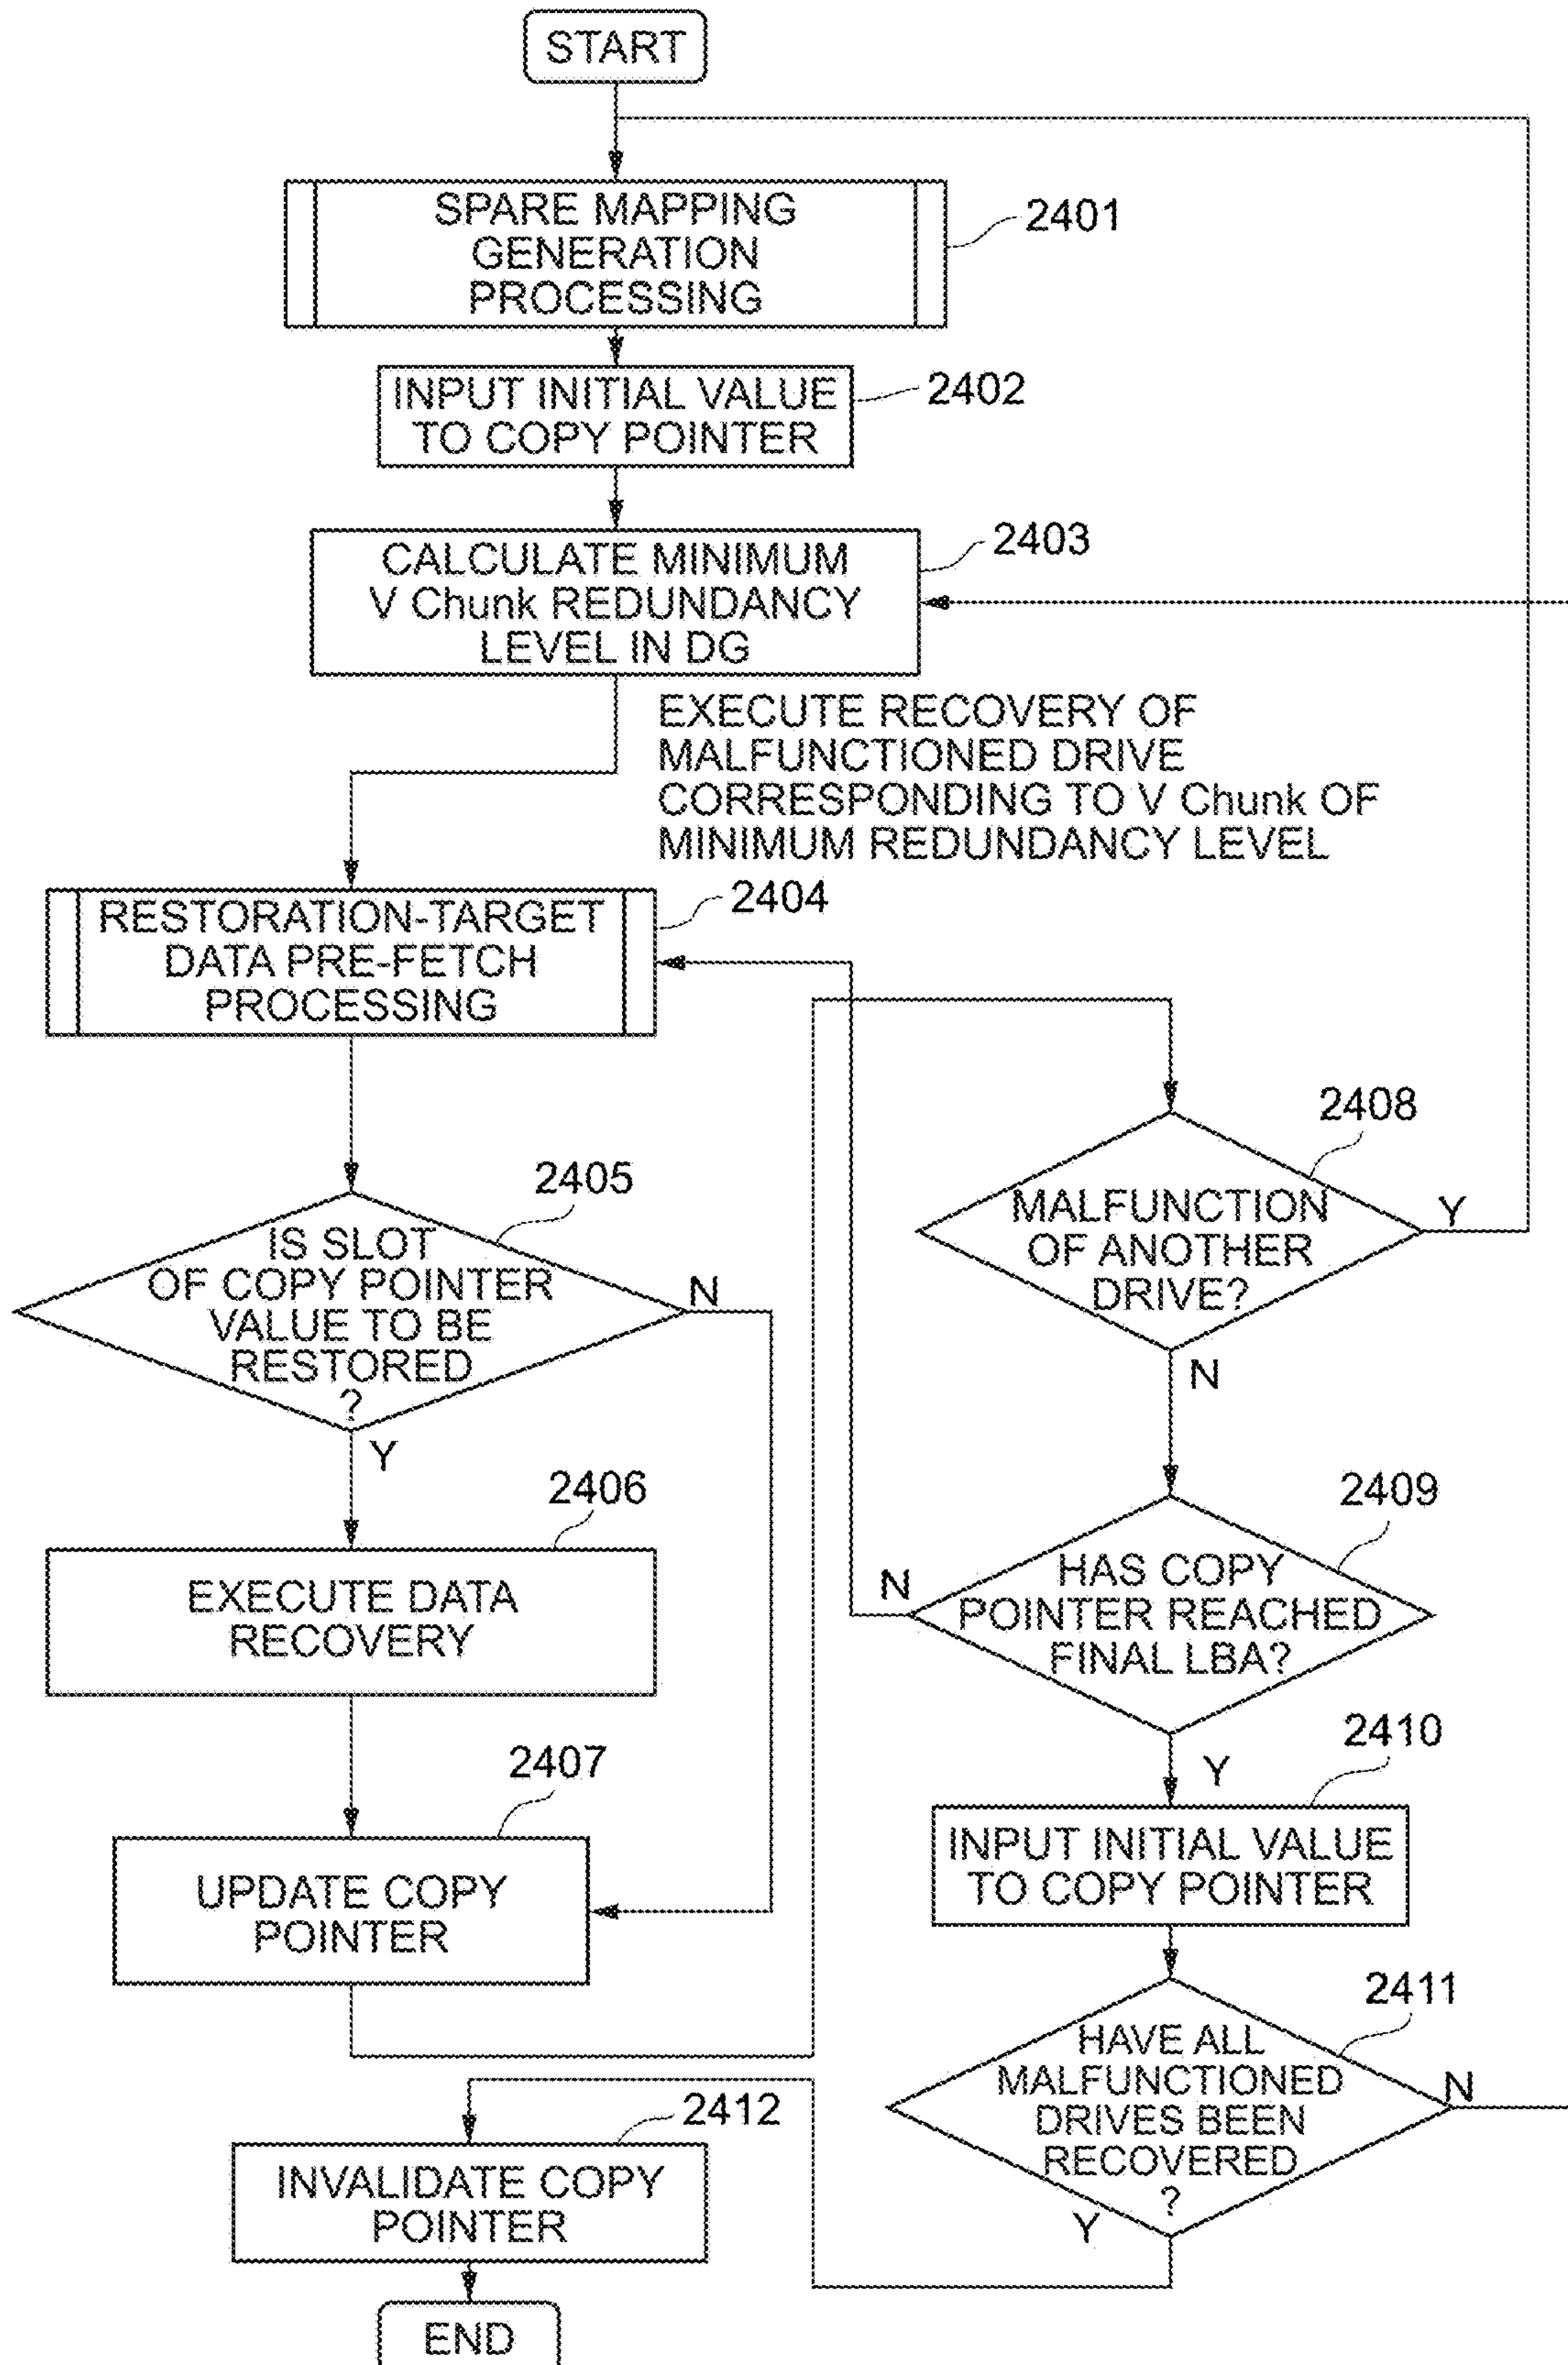 START
SPARE MAPPING
GENERATION
PROCESSING
2401
INPUT INITIAL VALUE
TO COPY POINTER
2402
CALCULATE MINIMUM
V Chunk REDUNDANCY
LEVEL IN DG
2403
EXECUTE RECOVERY OF
MALFUNCTIONED DRIVE
CORRESPONDING TO V Chunk OF
MINIMUM REDUNDANCY LEVEL
RESTORATION-TARGET
DATA PRE-FETCH
PROCESSING
2404
IS SLOT
OF COPY POINTER
VALUE TO BE
RESTORED
?
2405
N
Y
EXECUTE DATA
RECOVERY
2406
UPDATE COPY
POINTER
2407
MALFUNCTION
OF ANOTHER
DRIVE?
2408
Y
N
HAS COPY
POINTER REACHED
FINAL LBA?
2409
N
Y
INPUT INITIAL VALUE
TO COPY POINTER
2410
HAVE ALL
MALFUNCTIONED
DRIVES BEEN
RECOVERED
?
2411
N
Y
INVALIDATE COPY
POINTER
2412
END